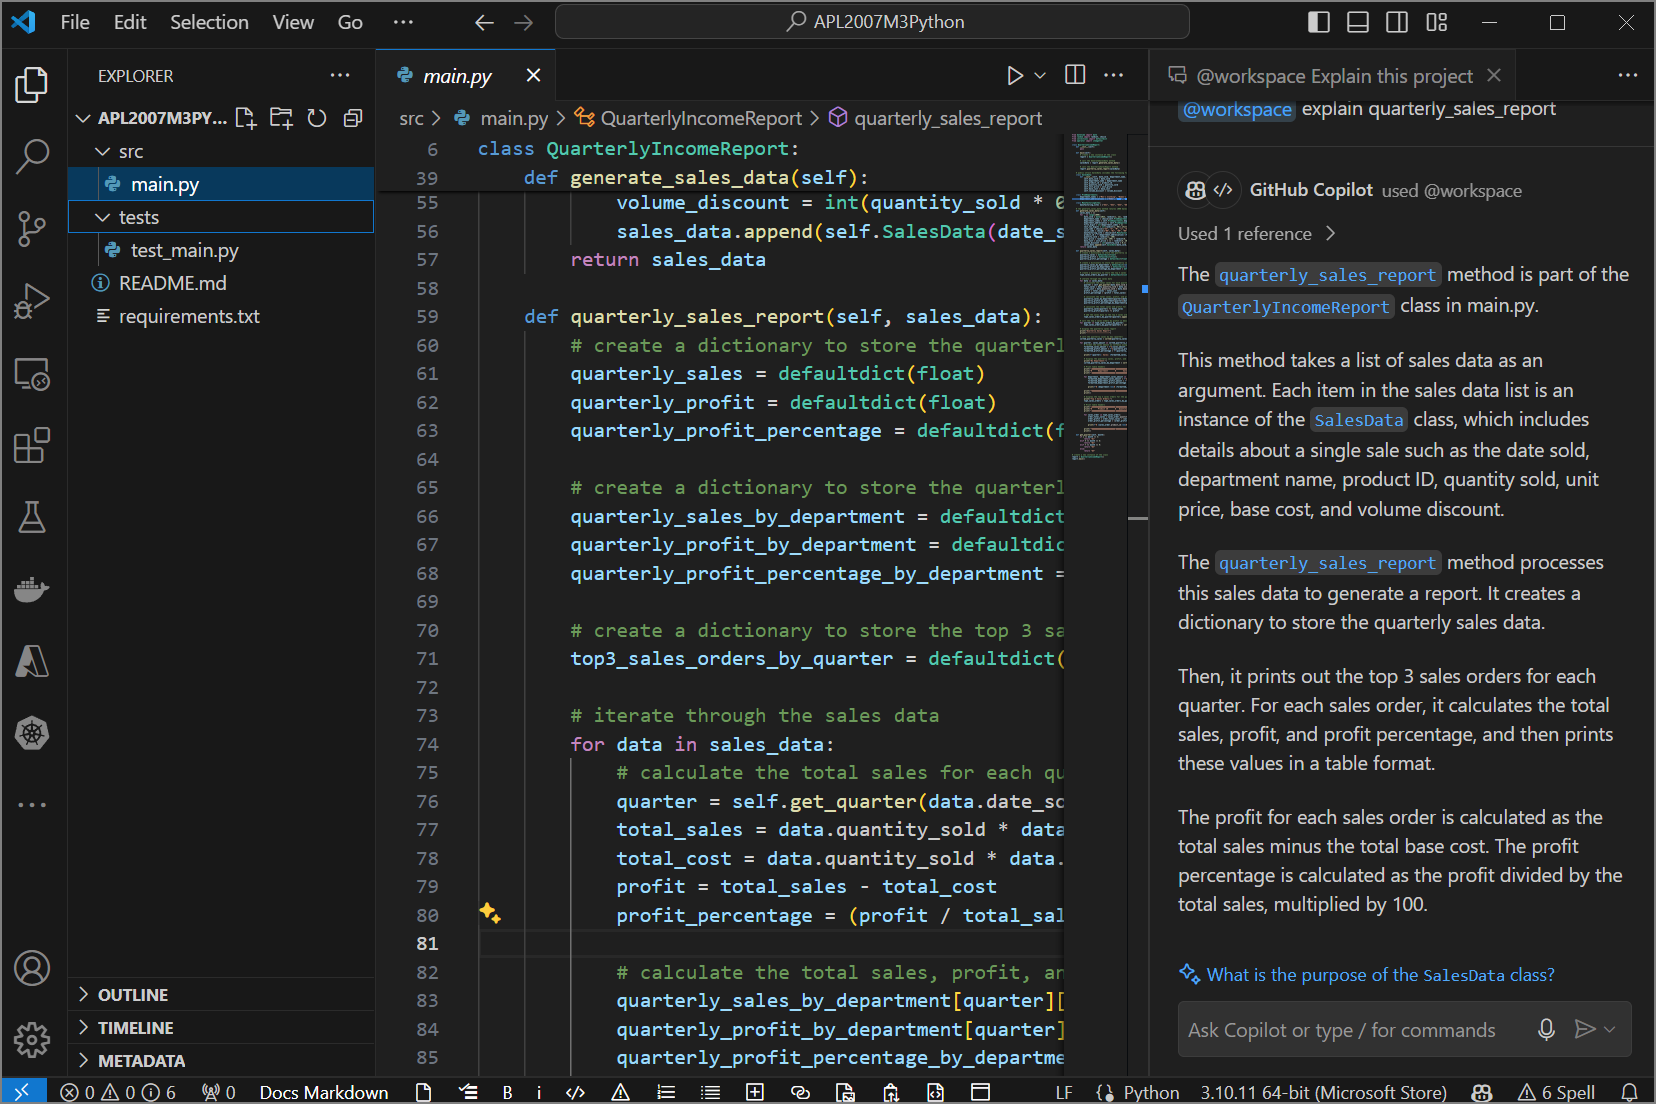 File Edit Selection View Go ···
APL2007M3Python
EXPLORER ···
APL2007M3PY...
src
main.py
tests
test_main.py
README.md
requirements.txt
OUTLINE
TIMELINE
METADATA
main.py
src > main.py > QuarterlyIncomeReport > quarterly_sales_report
6 class QuarterlyIncomeReport:
39 def generate_sales_data(self):
55 volume_discount = int(quantity_sold * 0
56 sales_data.append(self.SalesData(date_s
57 return sales_data
58
59 def quarterly_sales_report(self, sales_data):
60 # create a dictionary to store the quarterl
61 quarterly_sales = defaultdict(float)
62 quarterly_profit = defaultdict(float)
63 quarterly_profit_percentage = defaultdict(f
64
65 # create a dictionary to store the quarterl
66 quarterly_sales_by_department = defaultdict
67 quarterly_profit_by_department = defaultdic
68 quarterly_profit_percentage_by_department =
69
70 # create a dictionary to store the top 3 sa
71 top3_sales_orders_by_quarter = defaultdict(
72
73 # iterate through the sales data
74 for data in sales_data:
75 # calculate the total sales for each qu
76 quarter = self.get_quarter(data.date_so
77 total_sales = data.quantity_sold * data
78 total_cost = data.quantity_sold * data.
79 profit = total_sales - total_cost
80 profit_percentage = (profit / total_sal
81
82 # calculate the total sales, profit, an
83 quarterly_sales_by_department[quarter][
84 quarterly_profit_by_department[quarter]
85 quarterly_profit_percentage_by_departme
@workspace Explain this project
@workspace explain quarterly_sales_report
GitHub Copilot used @workspace
Used 1 reference >
The quarterly_sales_report method is part of the
QuarterlyIncomeReport class in main.py.
This method takes a list of sales data as an
argument. Each item in the sales data list is an
instance of the SalesData class, which includes
details about a single sale such as the date sold,
department name, product ID, quantity sold, unit
price, base cost, and volume discount.
The quarterly_sales_report method processes
this sales data to generate a report. It creates a
dictionary to store the quarterly sales data.
Then, it prints out the top 3 sales orders for each
quarter. For each sales order, it calculates the total
sales, profit, and profit percentage, and then prints
these values in a table format.
The profit for each sales order is calculated as the
total sales minus the total base cost. The profit
percentage is calculated as the profit divided by the
total sales, multiplied by 100.
What is the purpose of the SalesData class?
Ask Copilot or type / for commands
0 0 6 0 Docs Markdown B i LF Python 3.10.11 64-bit (Microsoft Store) 6 Spell